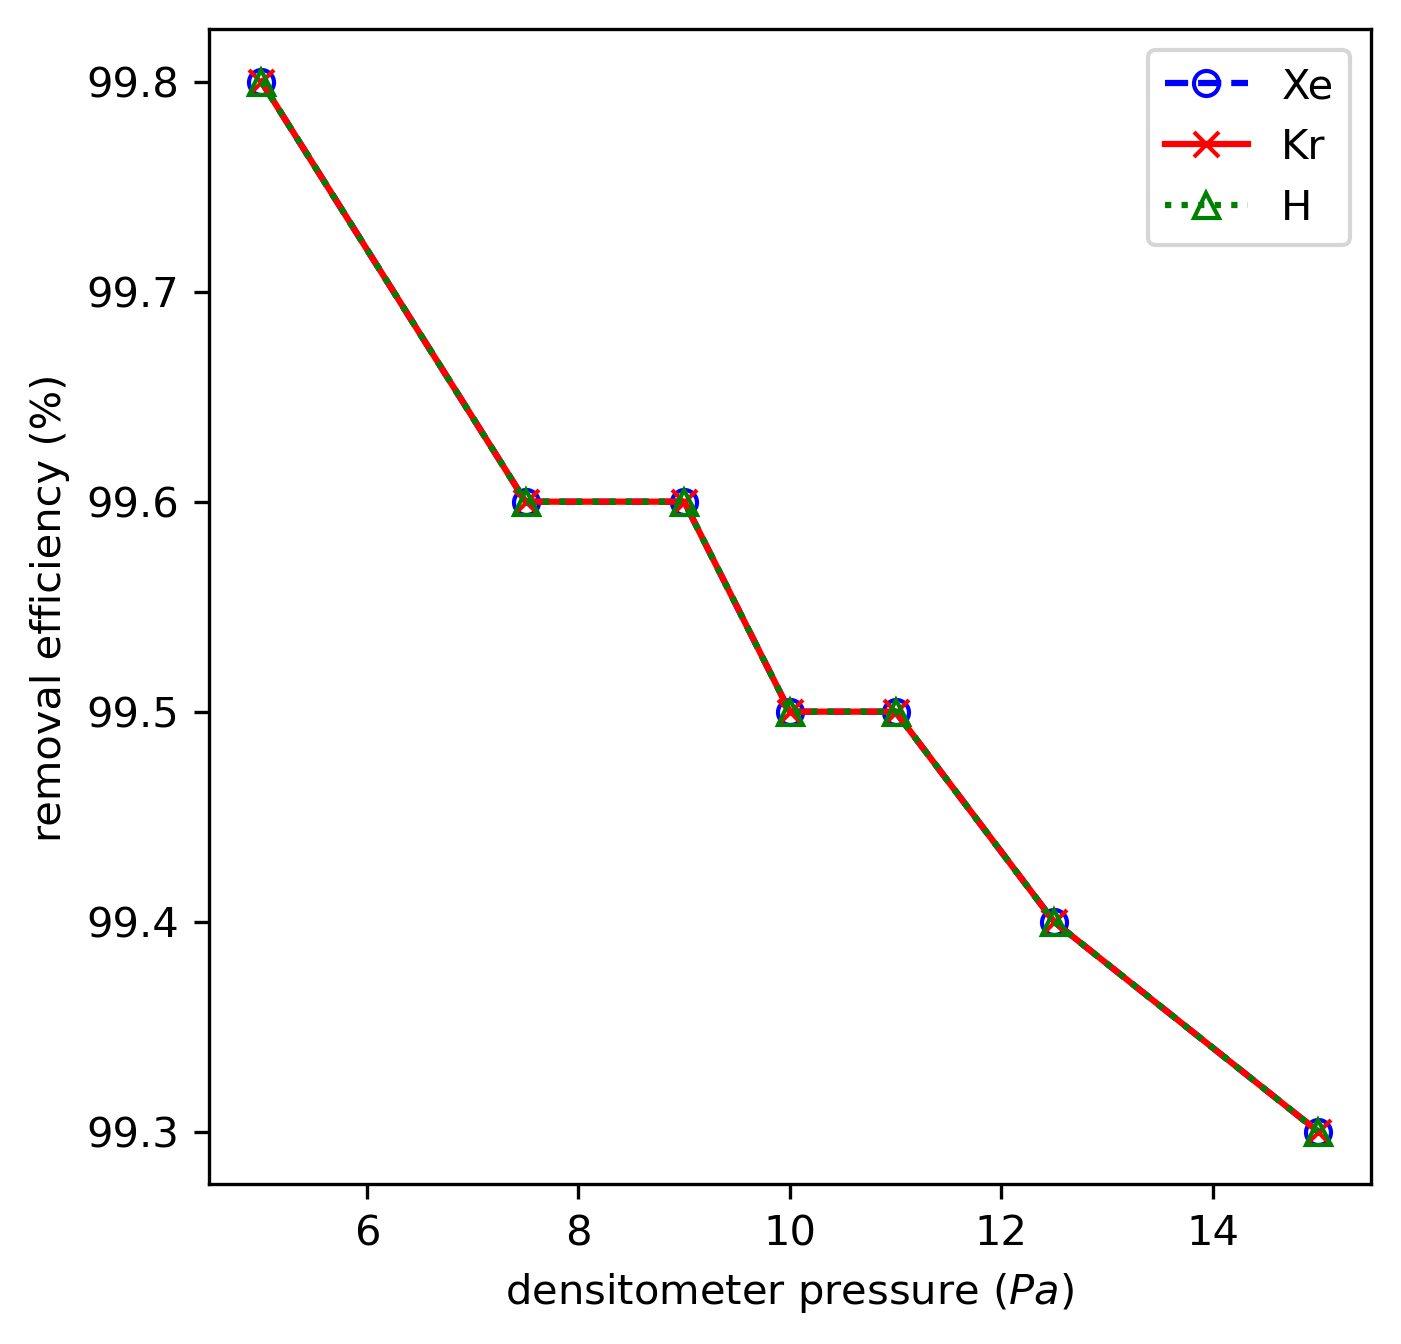 99.8
99.7
99.6
99.5
99.4
99.3
removal efficiency (%)
6 8 10 12 14
densitometer pressure (Pa)
Xe
Kr
H